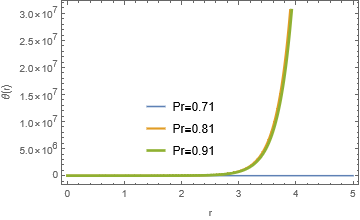 3.0×10⁷
2.5×10⁷
2.0×10⁷
1.5×10⁷
1.0×10⁷
5.0×10⁶
0
θ(r)
Pr=0.71
Pr=0.81
Pr=0.91
0 1 2 3 4 5
r